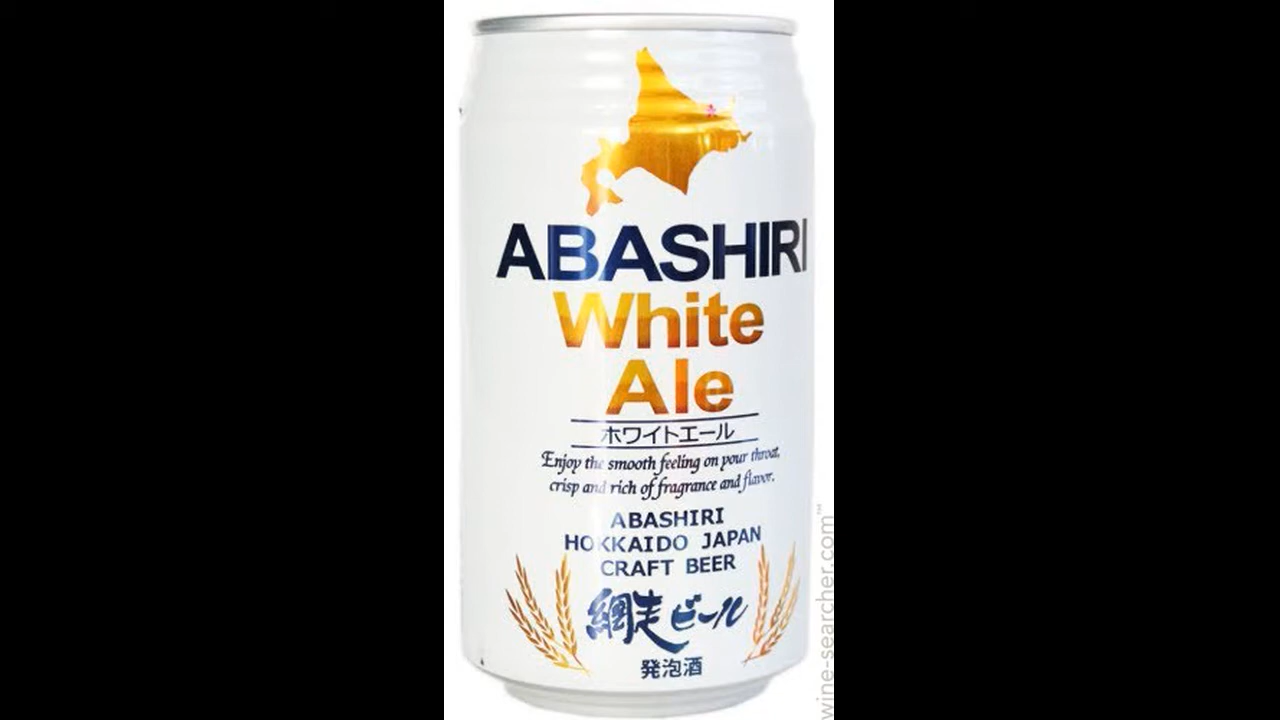 ABASHIRI
White
Ale
ホワイトエール
Enjoy the smooth feeling on your throat,
crisp and rich of fragrance and flavor.
ABASHIRI
HOKKAIDO JAPAN
CRAFT BEER
網走ビール
発泡酒
wine-searcher.com™